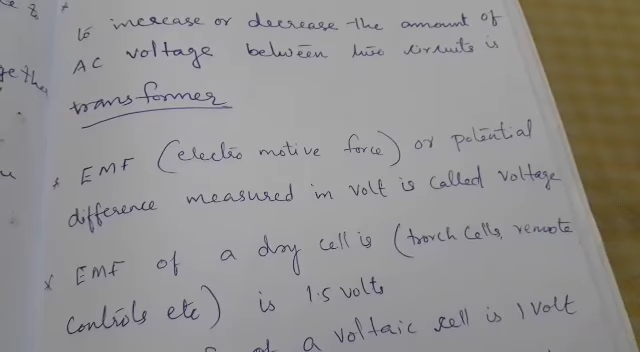 to increase or decrease the amount of
AC voltage between two circuits is
transformer
* EMF (electro motive force) or potential
difference measured in volt is called voltage
* EMF of a dry cell is (torch cells, remote
controls etc) is 1.5 volts
of a voltaic cell is 1 volt